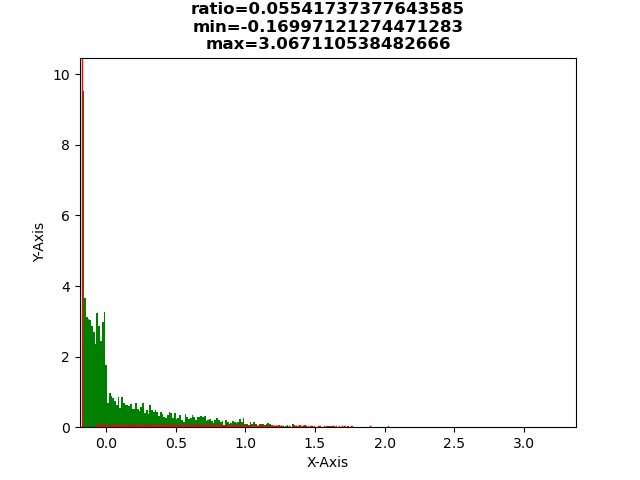 ratio=0.05541737377643585
min=-0.16997121274471283
max=3.067110538482666
10
8
6
4
2
0
Y-Axis
0.0 0.5 1.0 1.5 2.0 2.5 3.0
X-Axis